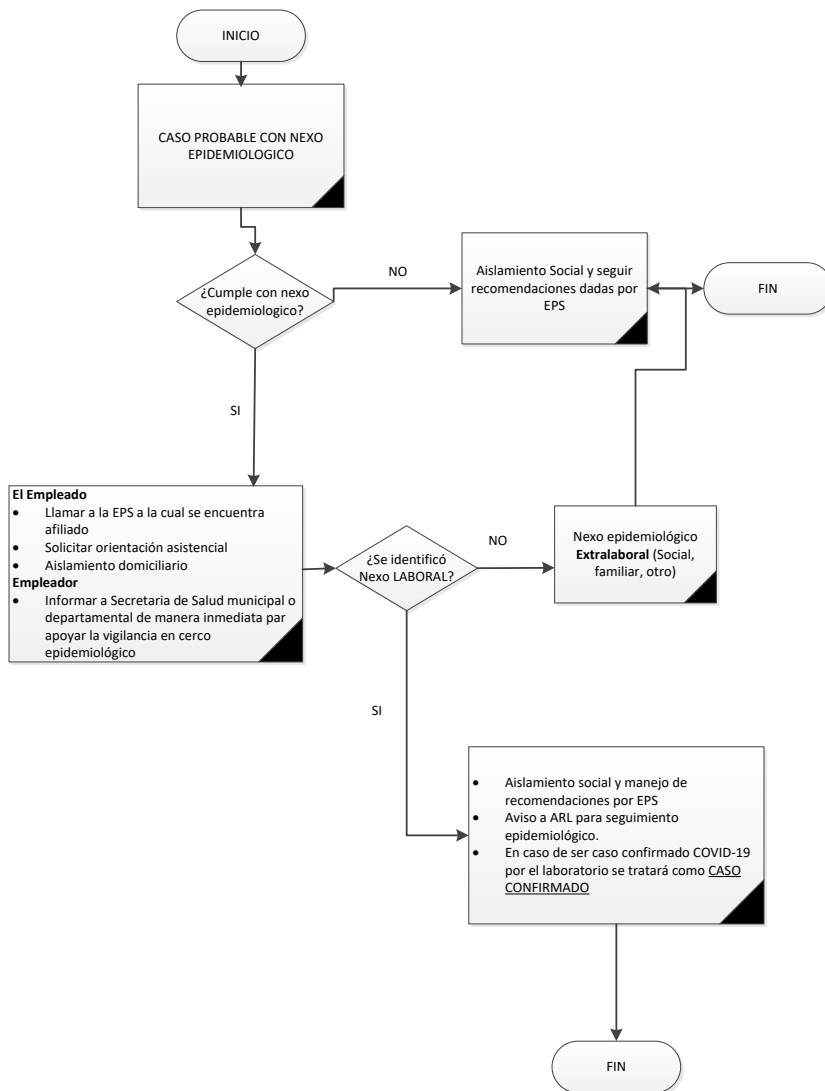 INICIO
CASO PROBABLE CON NEXO
EPIDEMIOLOGICO
¿Cumple con nexo
epidemiologico?
NO
Aislamiento Social y seguir
recomendaciones dadas por
EPS
FIN
SI
El Empleado
• Llamar a la EPS a la cual se encuentra
afiliado
• Solicitar orientación asistencial
• Aislamiento domiciliario
Empleador
• Informar a Secretaria de Salud municipal o
departamental de manera inmediata par
apoyar la vigilancia en cerco
epidemiológico
¿Se identificó
Nexo LABORAL?
NO
Nexo epidemiológico
Extralaboral (Social,
familiar, otro)
SI
• Aislamiento social y manejo de
recomendaciones por EPS
• Aviso a ARL para seguimiento
epidemiológico.
• En caso de ser caso confirmado COVID-19
por el laboratorio se tratará como CASO
CONFIRMADO
FIN